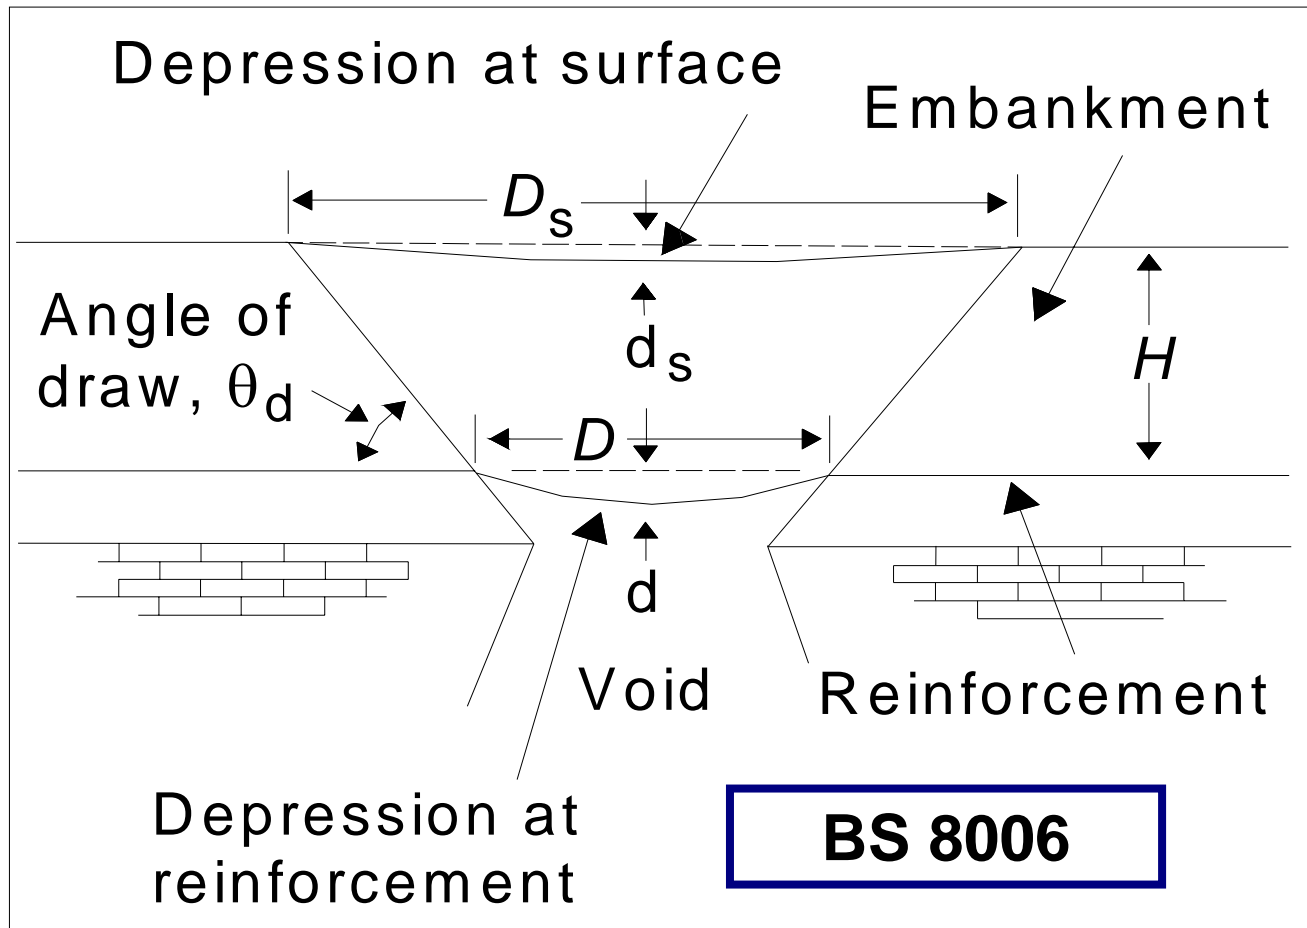 Depression at surface
Embankment
Ds
Angle of
draw, θd
ds
H
D
d
Void
Reinforcement
Depression at
reinforcement
BS 8006